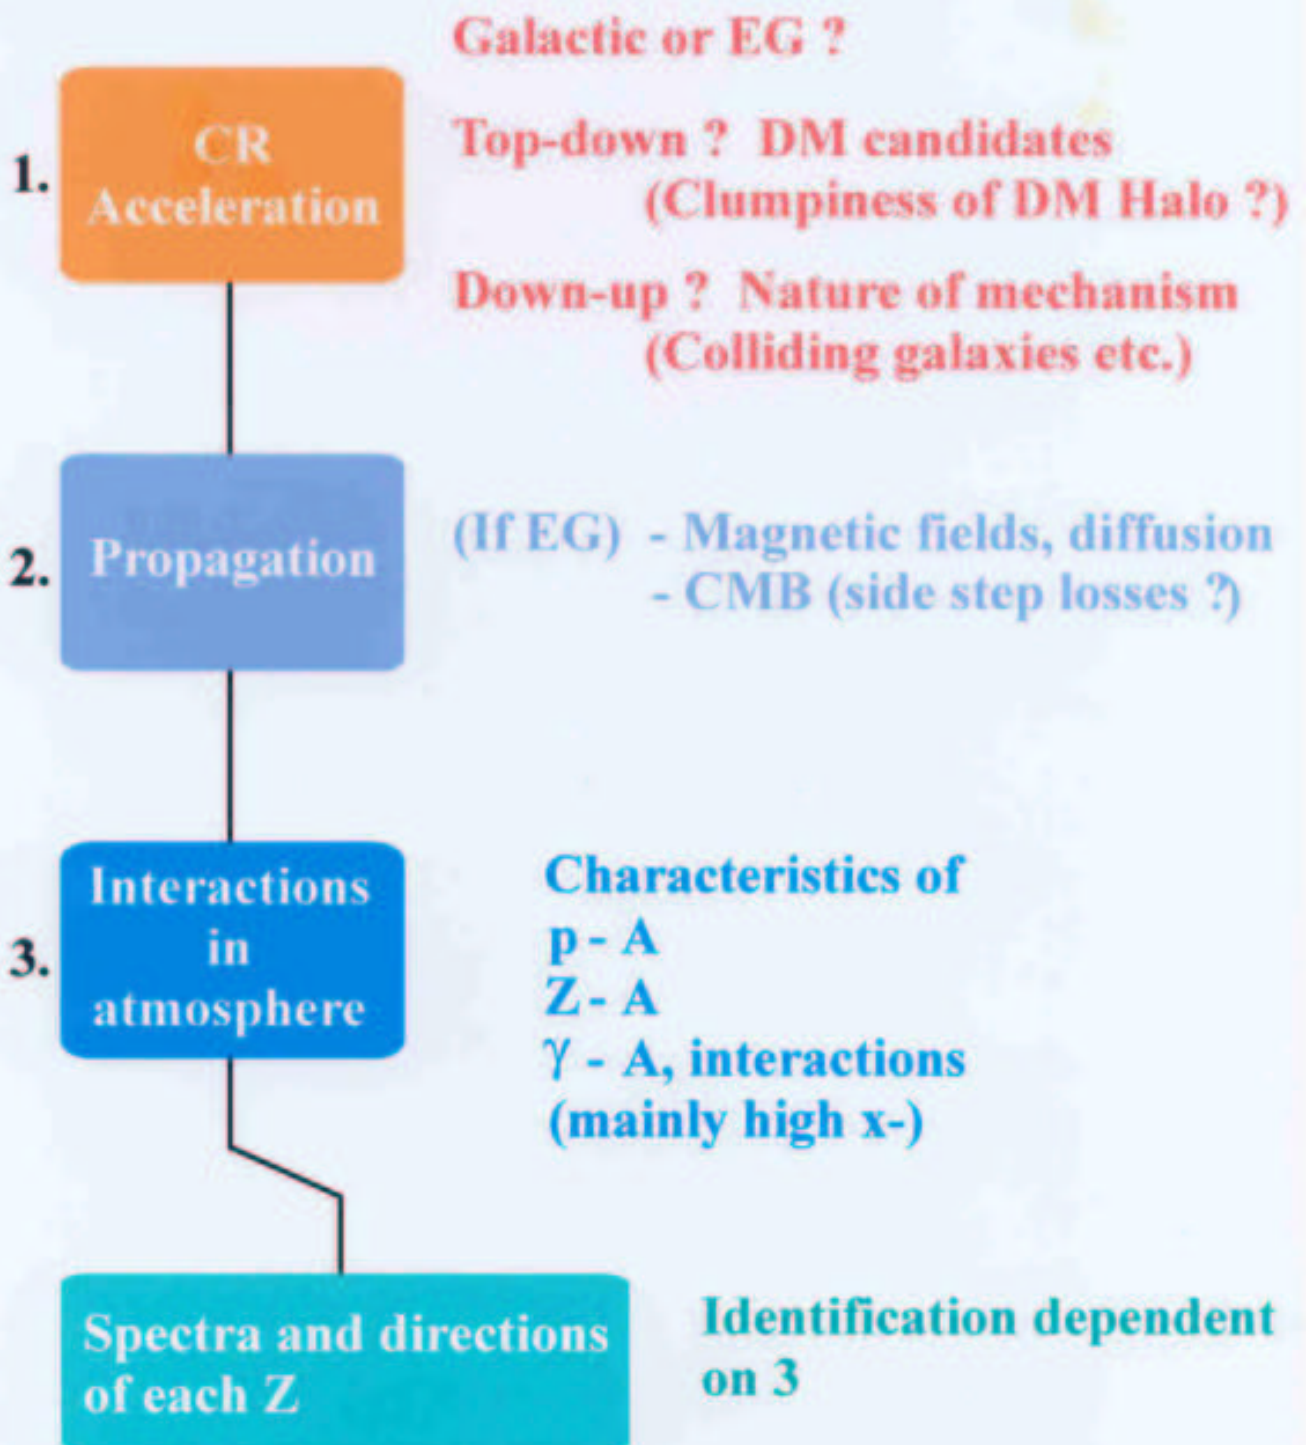 Galactic or EG ?
1.
CR
Acceleration
Top-down ? DM candidates
(Clumpiness of DM Halo ?)
Down-up ? Nature of mechanism
(Colliding galaxies etc.)
2.
Propagation
(If EG) - Magnetic fields, diffusion
- CMB (side step losses ?)
3.
Interactions
in
atmosphere
Characteristics of
p - A
Z - A
γ - A, interactions
(mainly high x-)
Spectra and directions
of each Z
Identification dependent
on 3